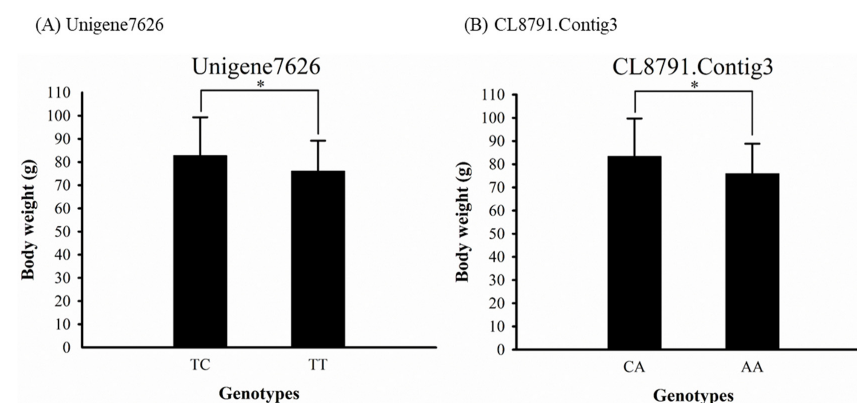 (A) Unigene7626
Unigene7626
*
110
100
90
80
70
60
50
40
30
20
10
0
Body weight (g)
TC TT
Genotypes
(B) CL8791.Contig3
CL8791.Contig3
*
110
100
90
80
70
60
50
40
30
20
10
0
Body weight (g)
CA AA
Genotypes